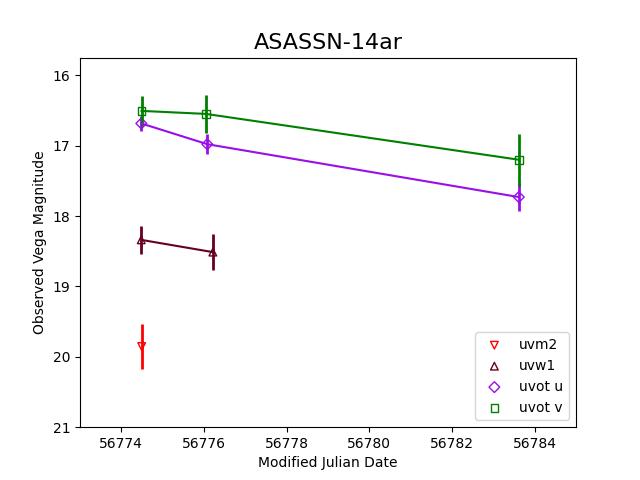 ASASSN-14ar
16
17
18
19
20
21
Observed Vega Magnitude
uvm2
uvw1
uvot u
uvot v
56774 56776 56778 56780 56782 56784
Modified Julian Date